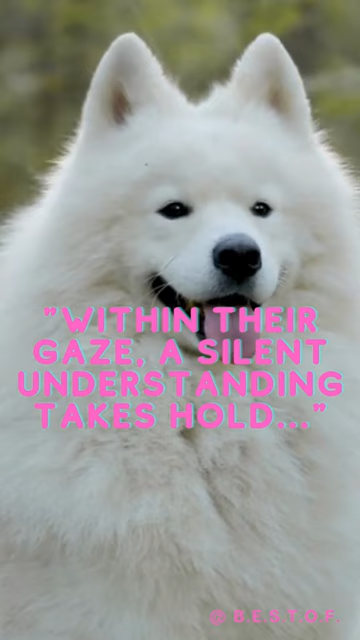 "WITHIN THEIR
GAZE, A SILENT
UNDERSTANDING
TAKES HOLD..."
@ B.E.S.T.O.F.